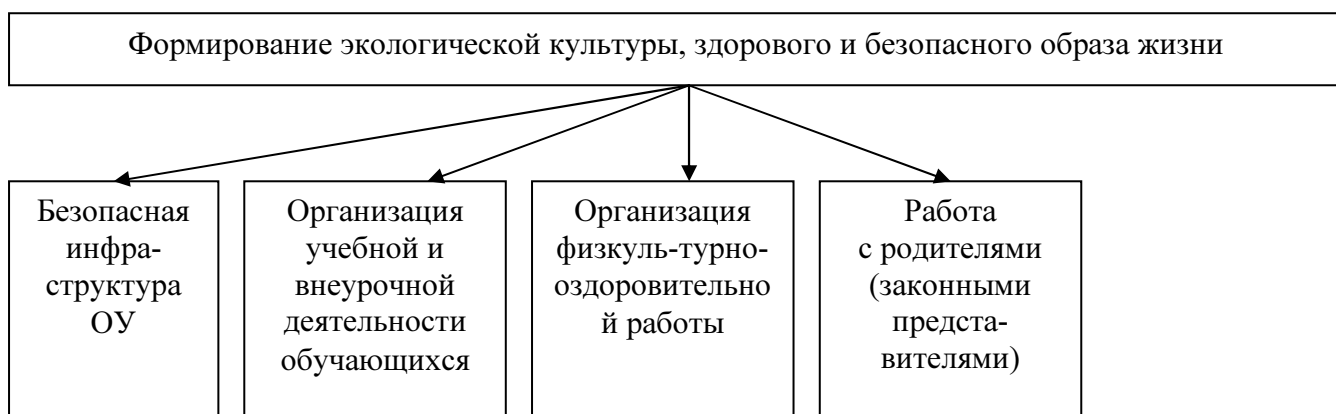 Формирование экологической культуры, здорового и безопасного образа жизни
Безопасная
инфра-
структура
ОУ
Организация
учебной и
внеурочной
деятельности
обучающихся
Организация
физкуль-турно-
оздоровительно
й работы
Работа
с родителями
(законными
предста-
вителями)